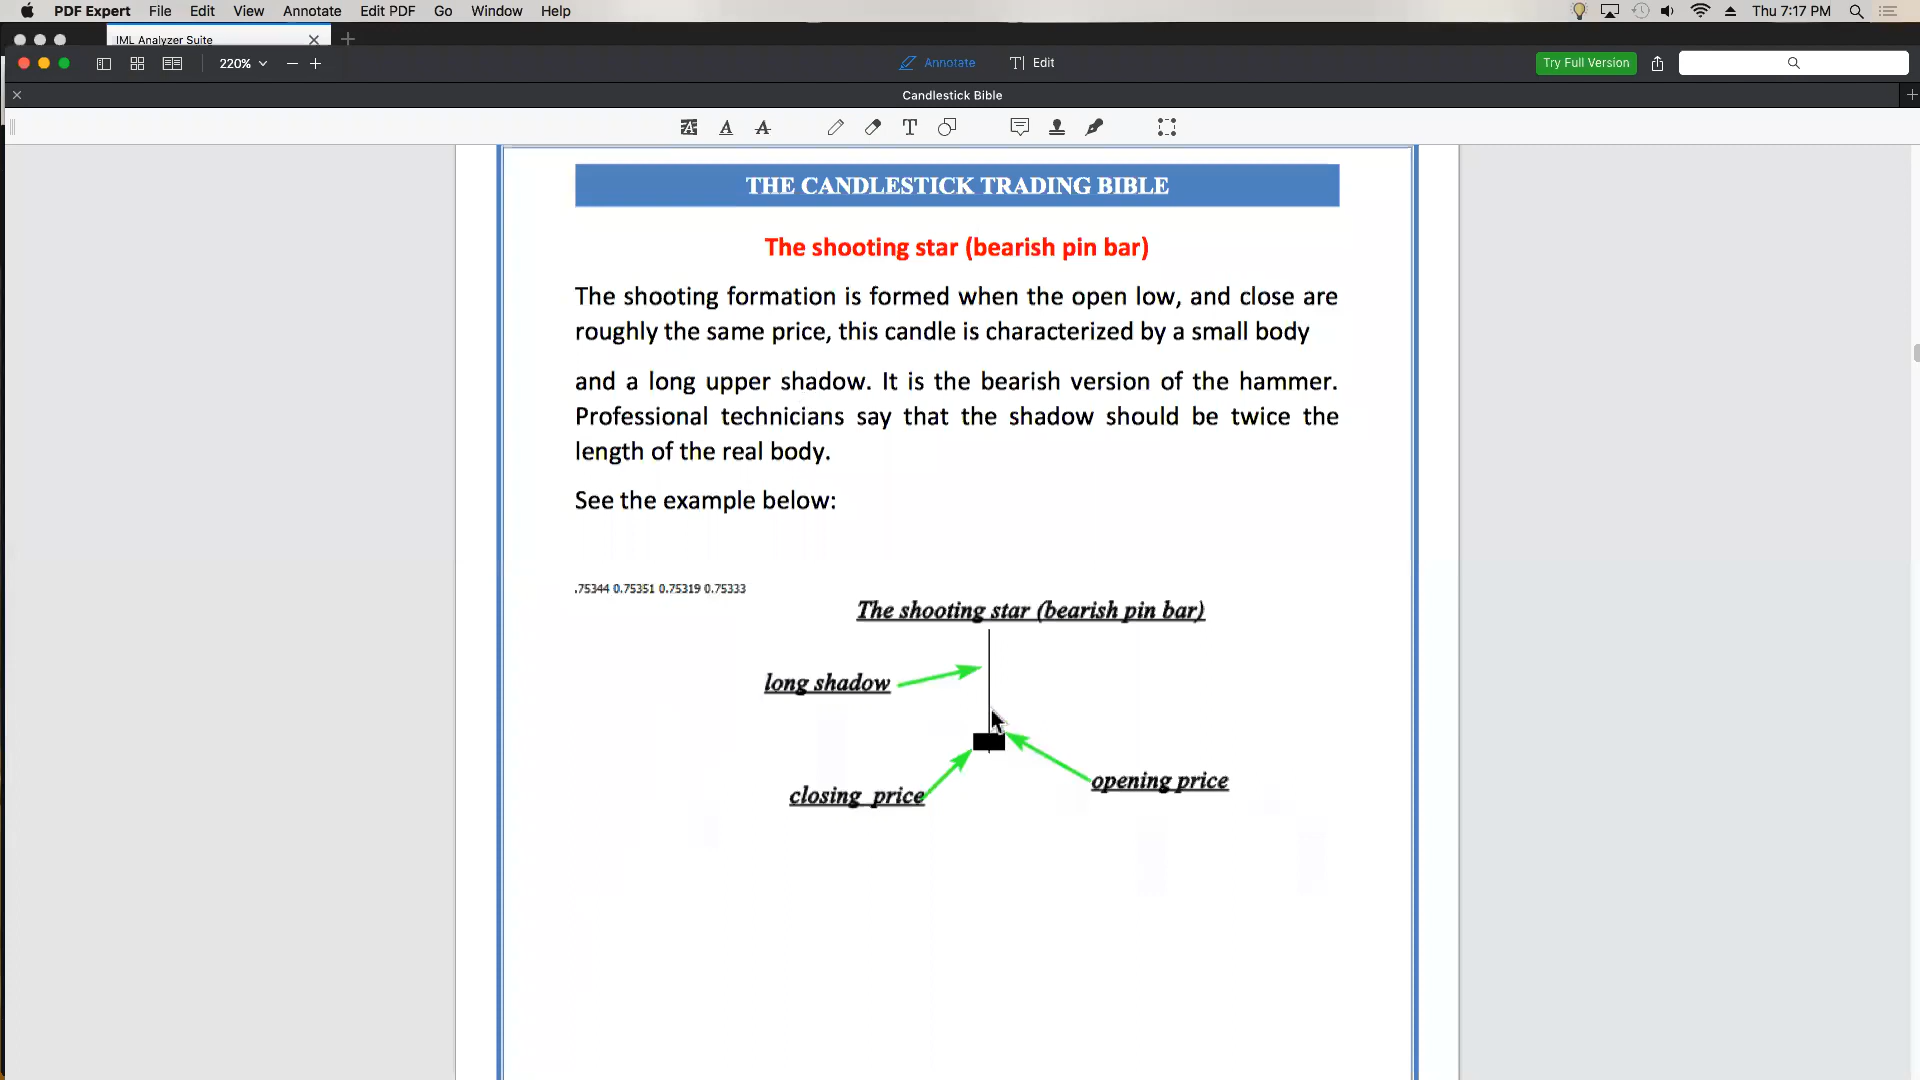 PDF Expert File Edit View Annotate Edit PDF Go Window Help Thu 7:17 PM
IML Analyzer Suite
220% Annotate Edit Try Full Version
Candlestick Bible
THE CANDLESTICK TRADING BIBLE
The shooting star (bearish pin bar)
The shooting formation is formed when the open low, and close are
roughly the same price, this candle is characterized by a small body
and a long upper shadow. It is the bearish version of the hammer.
Professional technicians say that the shadow should be twice the
length of the real body.
See the example below:
.75344 0.75351 0.75319 0.75333
The shooting star (bearish pin bar)
long shadow
opening price
closing price